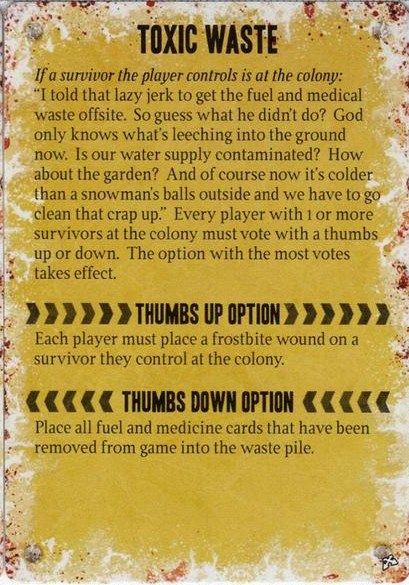 TOXIC WASTE
If a survivor the player controls is at the colony:
"I told that lazy jerk to get the fuel and medical
waste offsite. So guess what he didn't do? God
only knows what's leeching into the ground
now. Is our water supply contaminated? How
about the garden? And of course now it's colder
than a snowman's balls outside and we have to go
clean that crap up." Every player with 1 or more
survivors at the colony must vote with a thumbs
up or down. The option with the most votes
takes effect.
THUMBS UP OPTION
Each player must place a frostbite wound on a
survivor they control at the colony.
THUMBS DOWN OPTION
Place all fuel and medicine cards that have been
removed from game into the waste pile.